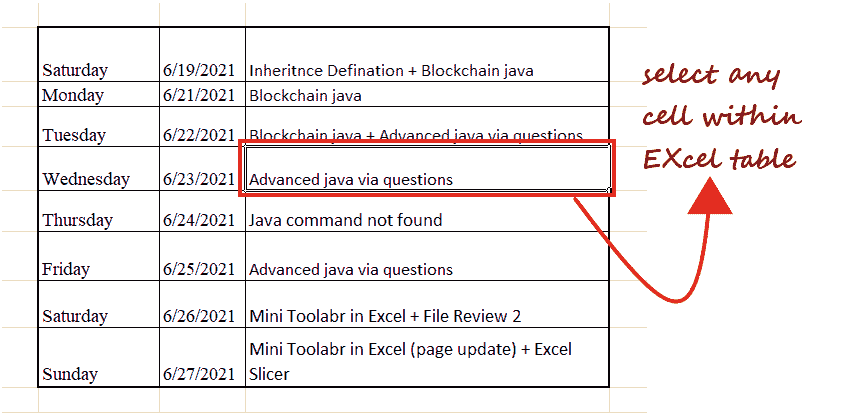 Saturday 6/19/2021 Inheritnce Defination + Blockchain java
Monday 6/21/2021 Blockchain java
Tuesday 6/22/2021 Blockchain java + Advanced java via questions
Wednesday 6/23/2021 Advanced java via questions
Thursday 6/24/2021 Java command not found
Friday 6/25/2021 Advanced java via questions
Saturday 6/26/2021 Mini Toolabr in Excel + File Review 2
Mini Toolabr in Excel (page update) + Excel
Sunday 6/27/2021 Slicer
select any
cell within
EXcel table